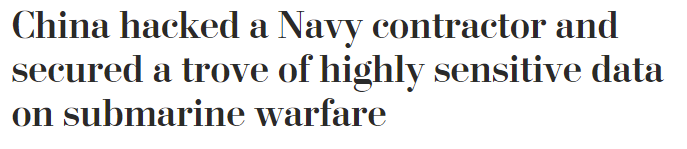 China hacked a Navy contractor and
secured a trove of highly sensitive data
on submarine warfare